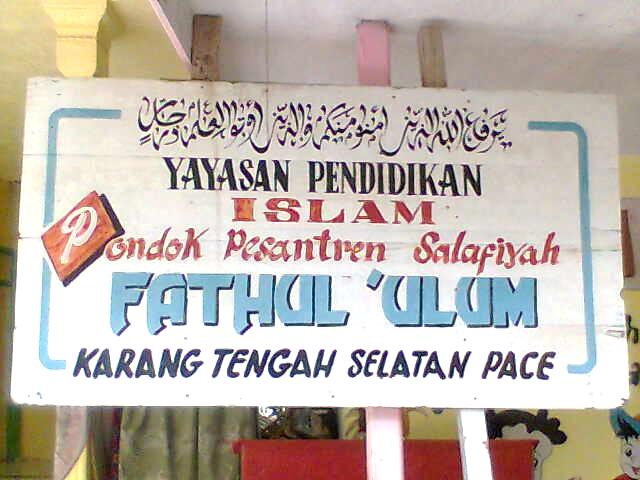 يرفع الله الذين امنوا منكم والذين اوتوا العلم درجات
YAYASAN PENDIDIKAN
ISLAM
Pondok Pesantren Salafiyah
FATHUL 'ULUM
KARANG TENGAH SELATAN PACE